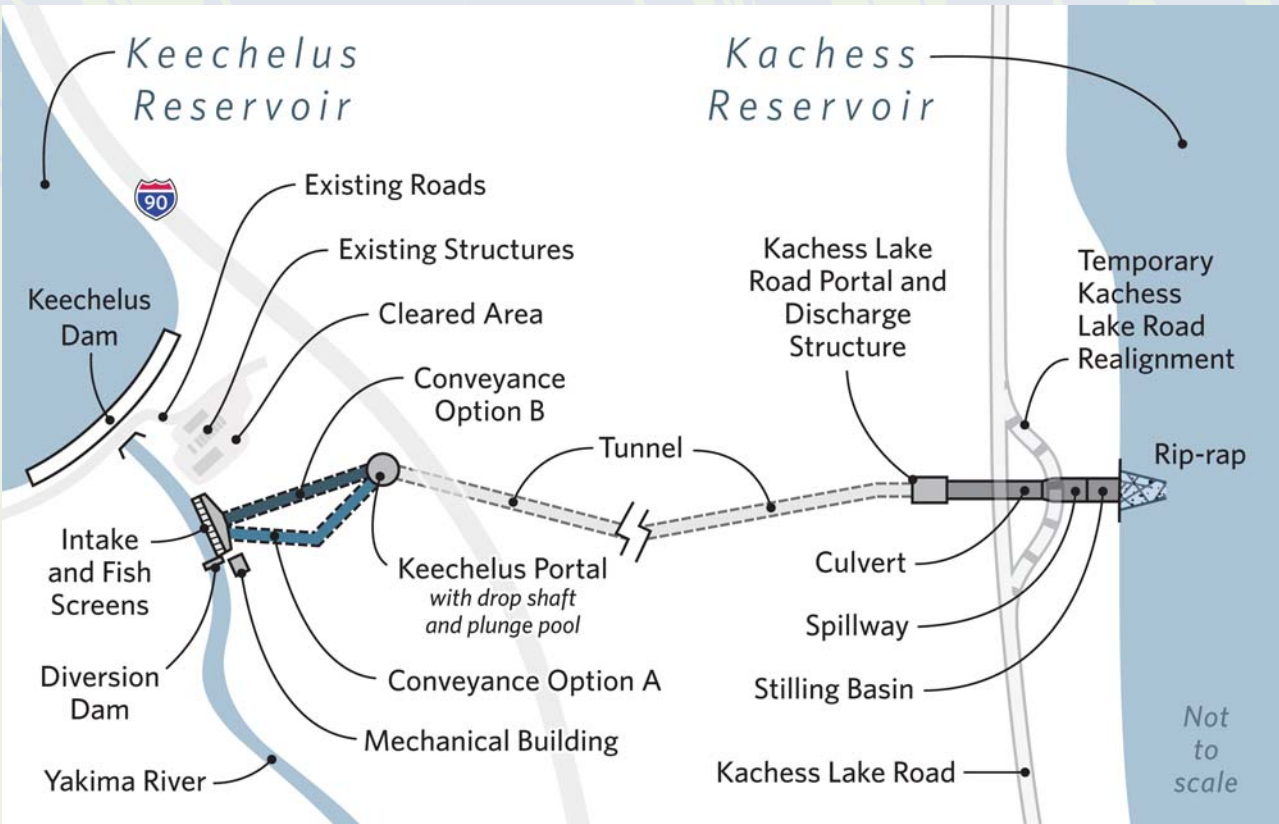 Keechelus
Reservoir
Kachess
Reservoir
90
Existing Roads
Existing Structures
Cleared Area
Keechelus
Dam
Conveyance
Option B
Kachess Lake
Road Portal and
Discharge
Structure
Temporary
Kachess
Lake Road
Realignment
Tunnel
Rip-rap
Intake
and Fish
Screens
Keechelus Portal
with drop shaft
and plunge pool
Culvert
Spillway
Diversion
Dam
Conveyance Option A
Stilling Basin
Mechanical Building
Yakima River
Kachess Lake Road
Not
to
scale